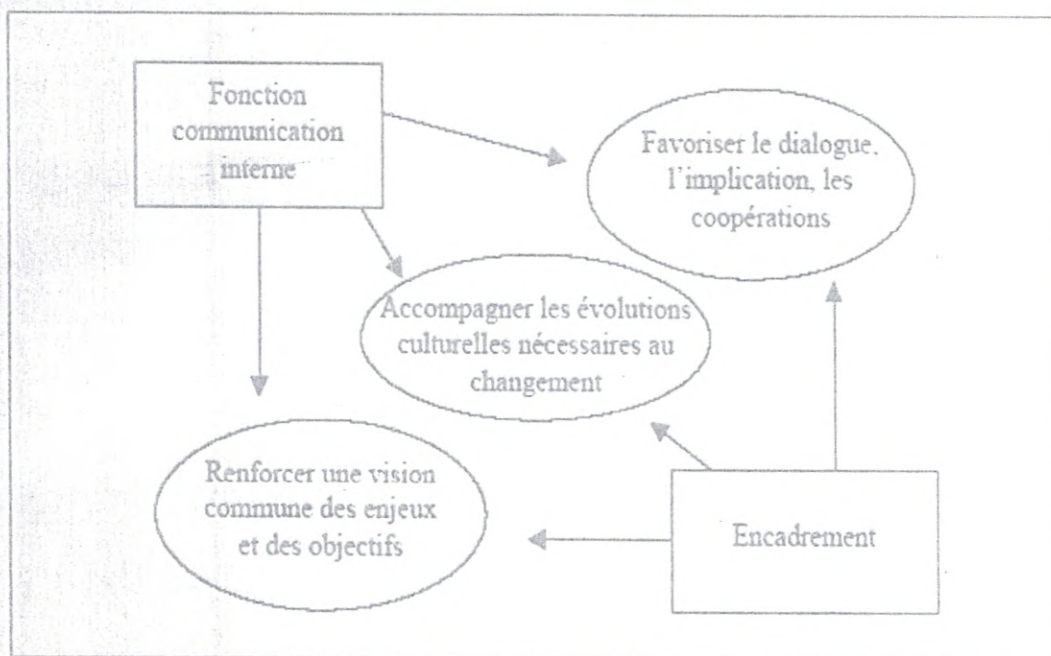 Fonction
communication
interne
Favoriser le dialogue,
l'implication, les
coopérations
Accompagner les évolutions
culturelles nécessaires au
changement
Renforcer une vision
commune des enjeux
et des objectifs
Encadrement